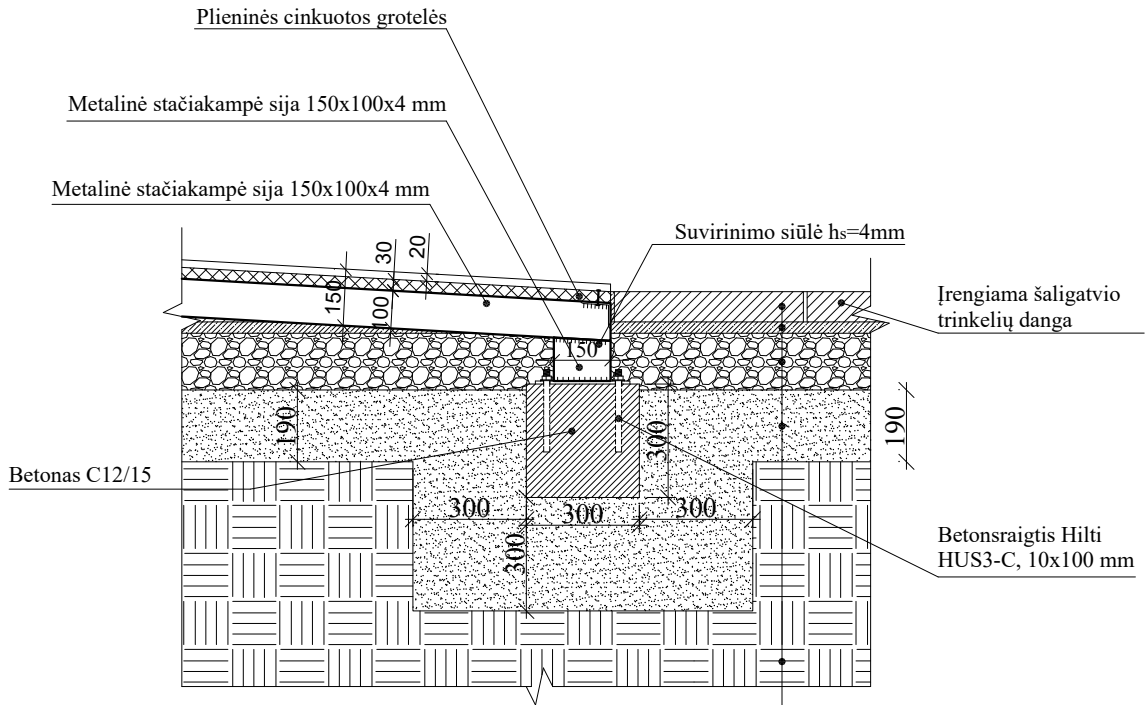 Plieninės cinkuotos grotelės
Metalinė stačiakampė sija 150x100x4 mm
Metalinė stačiakampė sija 150x100x4 mm
Suvirinimo siūlė hs=4mm
20
30
150
100
Įrengiama šaligatvio
trinkelių danga
150
190
300
190
Betonas C12/15
300
300
300
300
Betonsraigtis Hilti
HUS3-C, 10x100 mm